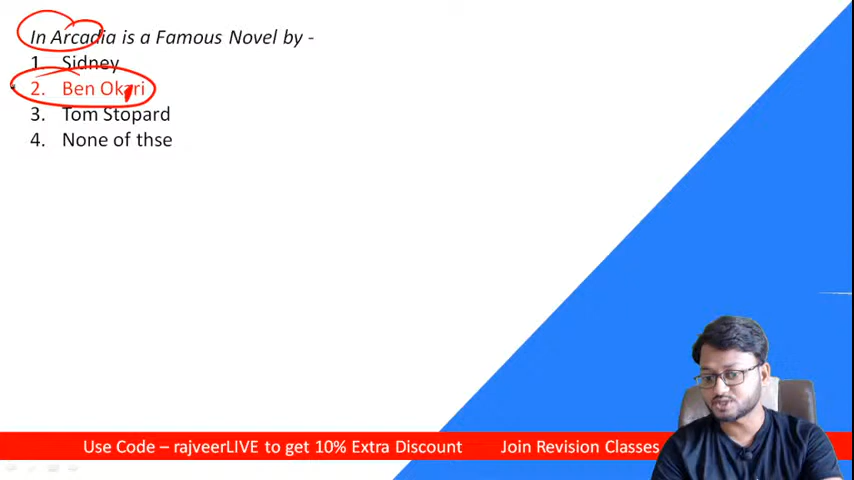 In Arcadia is a Famous Novel by -
1. Sidney
2. Ben Okari
3. Tom Stopard
4. None of thse
Use Code – rajveerLIVE to get 10% Extra Discount Join Revision Classes